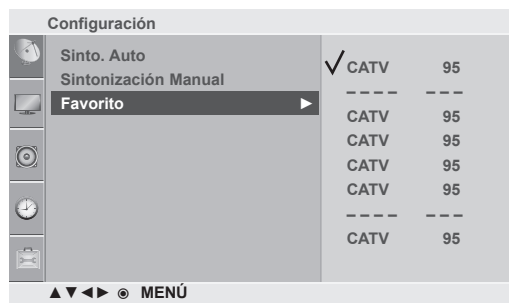 Configuración
Sinto. Auto
Sintonización Manual
Favorito ►
✓ CATV 95
---- ---
CATV 95
CATV 95
CATV 95
CATV 95
---- ---
CATV 95
▲▼◄► ◉ MENÚ